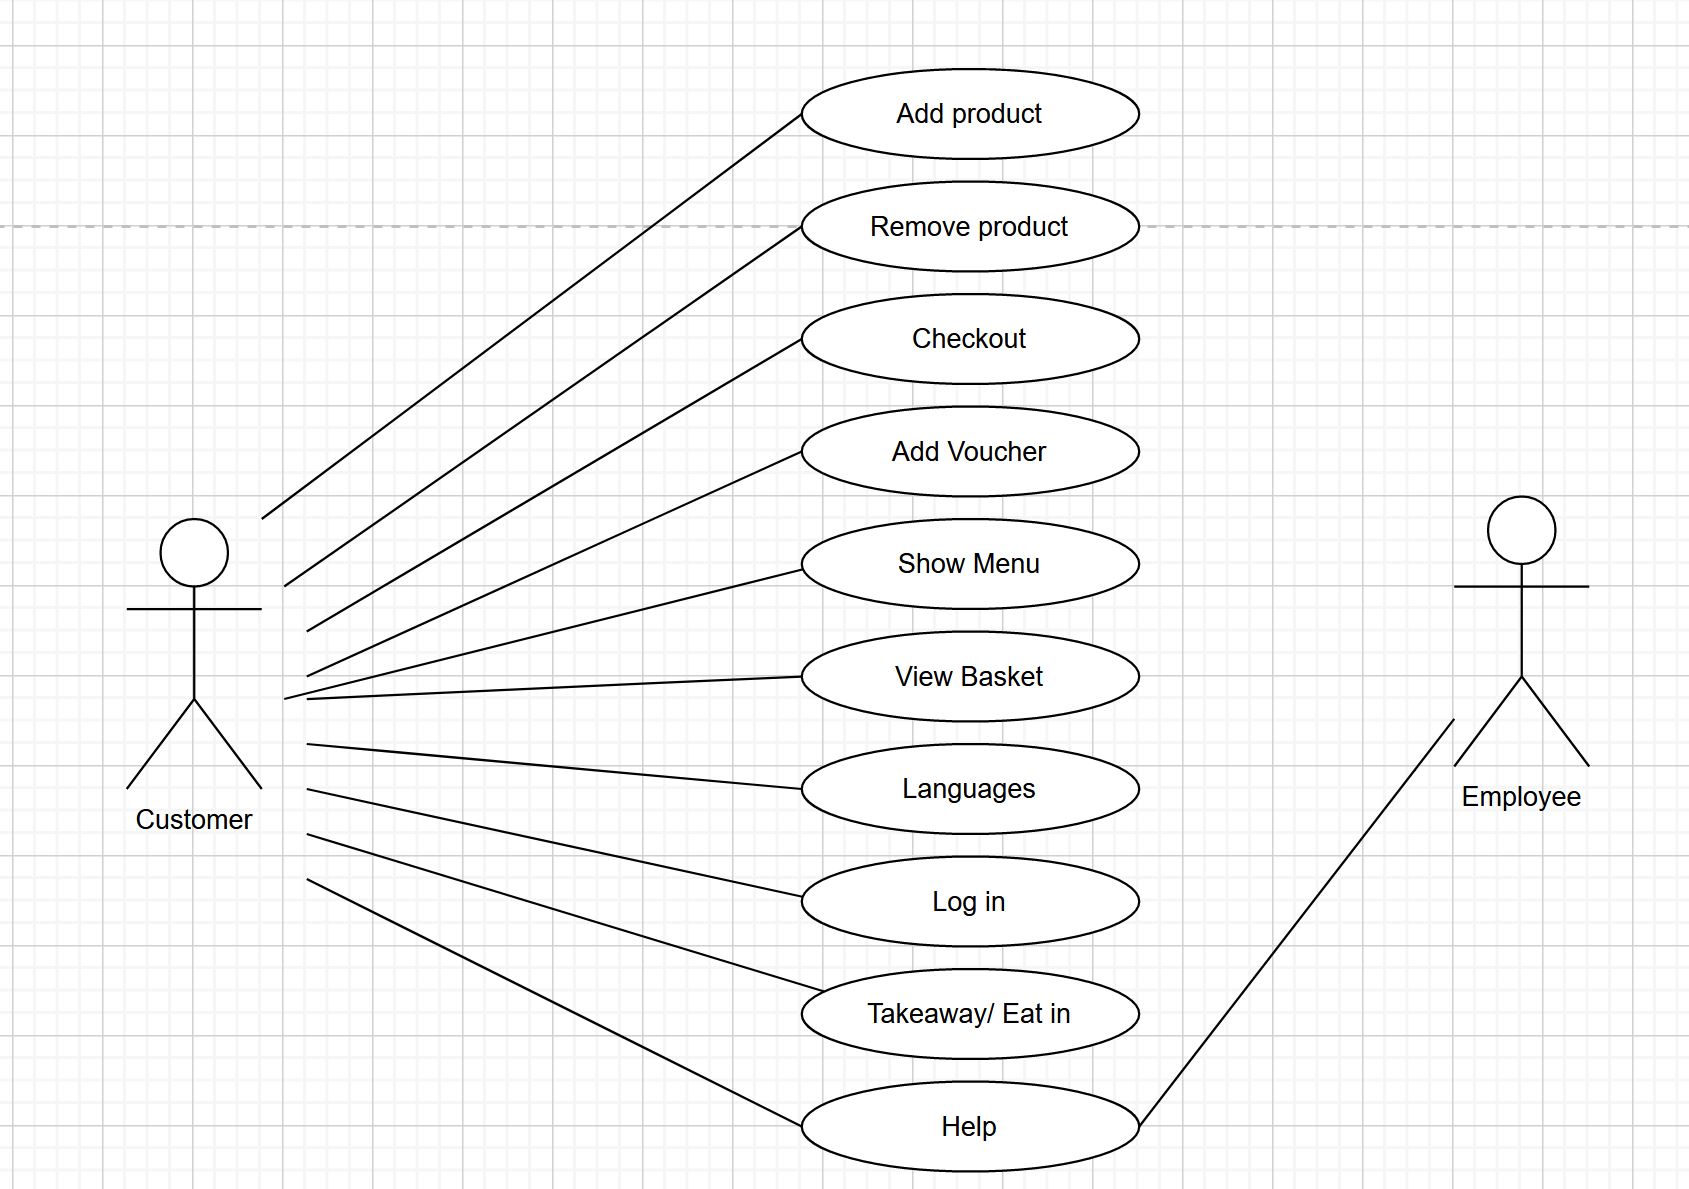 Add product
Remove product
Checkout
Add Voucher
Show Menu
View Basket
Languages
Employee
Customer
Log in
Takeaway/ Eat in
Help